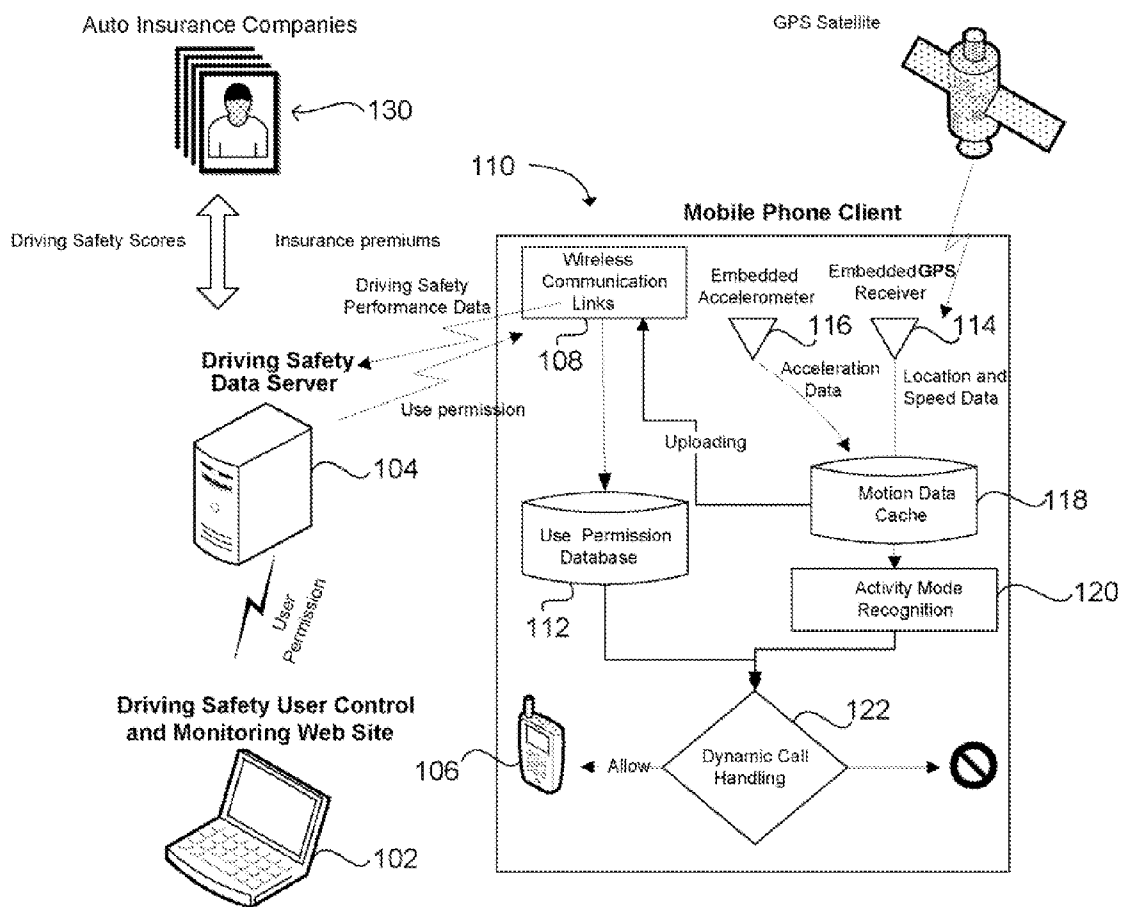 Auto Insurance Companies
GPS Satellite
130
110
Mobile Phone Client
Driving Safety Scores
Insurance premiums
Driving Safety
Performance Data
Wireless
Communication
Links
108
Embedded
Accelerometer
116
Embedded GPS
Receiver
114
Acceleration
Data
Location and
Speed Data
Driving Safety
Data Server
Use permission
104
Uploading
Motion Data
Cache
118
Use Permission
Database
112
Activity Mode
Recognition
120
User
Permission
Driving Safety User Control
and Monitoring Web Site
102
106
Allow
Dynamic Call
Handling
122